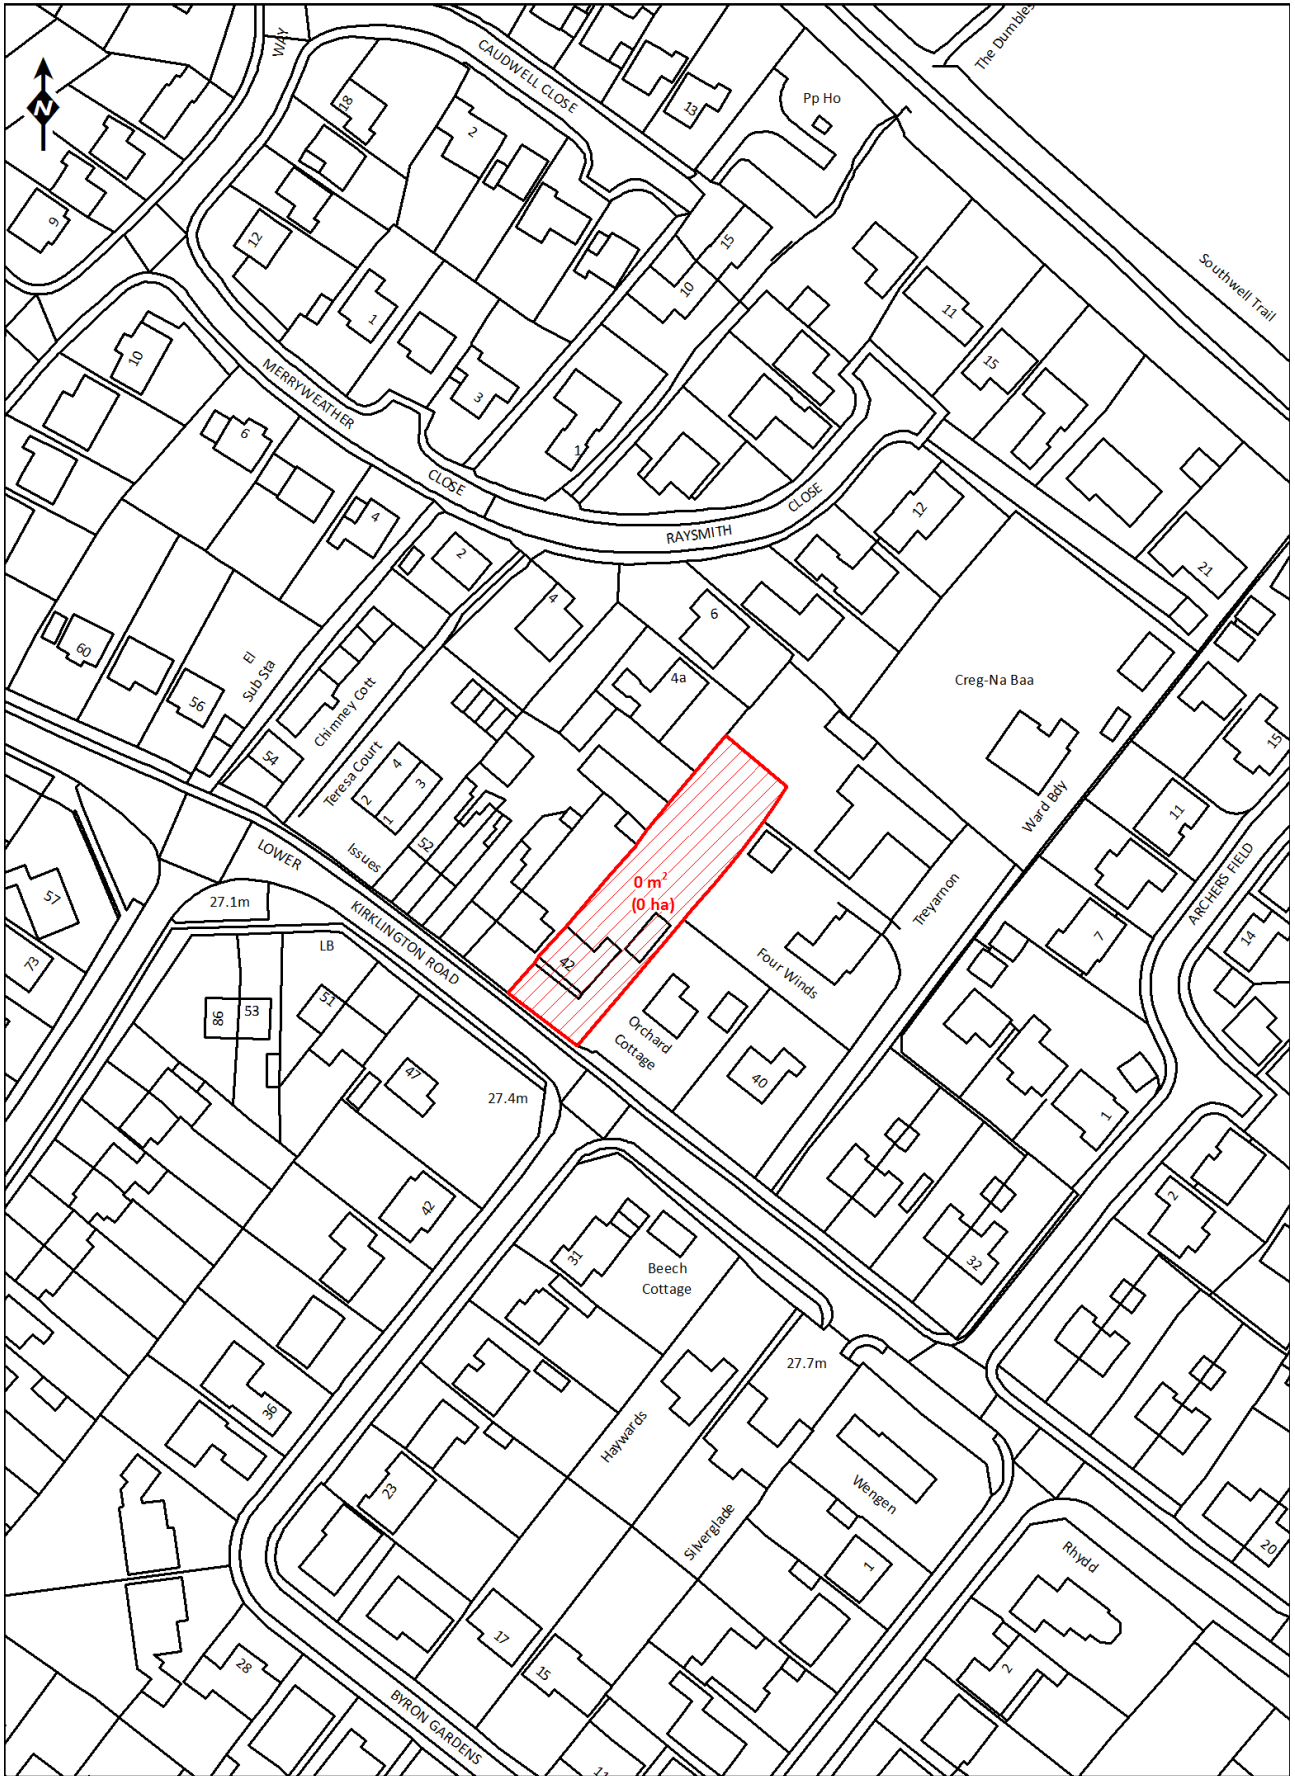 The Dumbles
WAY
CAUDWELL CLOSE
N
Pp Ho
18
2
13
9
12
15
Southwell Trail
10
1
11
10
MERRYWEATHER
3
15
6
1
CLOSE
CLOSE
4
12
RAYSMITH
2
21
4
6
60
El
Sub Sta
4a
Creg-Na Baa
56
Chimney Cott
15
54
Teresa Court
4
3
2
1
Ward Bdy
11
52
LOWER
Issues
ARCHERS FIELD
0 m²
(0 ha)
57
27.1m
KIRKLINGTON ROAD
Treyarnon
7
14
LB
73
42
Four Winds
51
86
53
Orchard
Cottage
47
40
27.4m
1
42
2
31
Beech
Cottage
32
27.7m
36
Haywards
23
Wengen
Silverglade
20
1
Rhydd
17
28
15
2
BYRON GARDENS
11